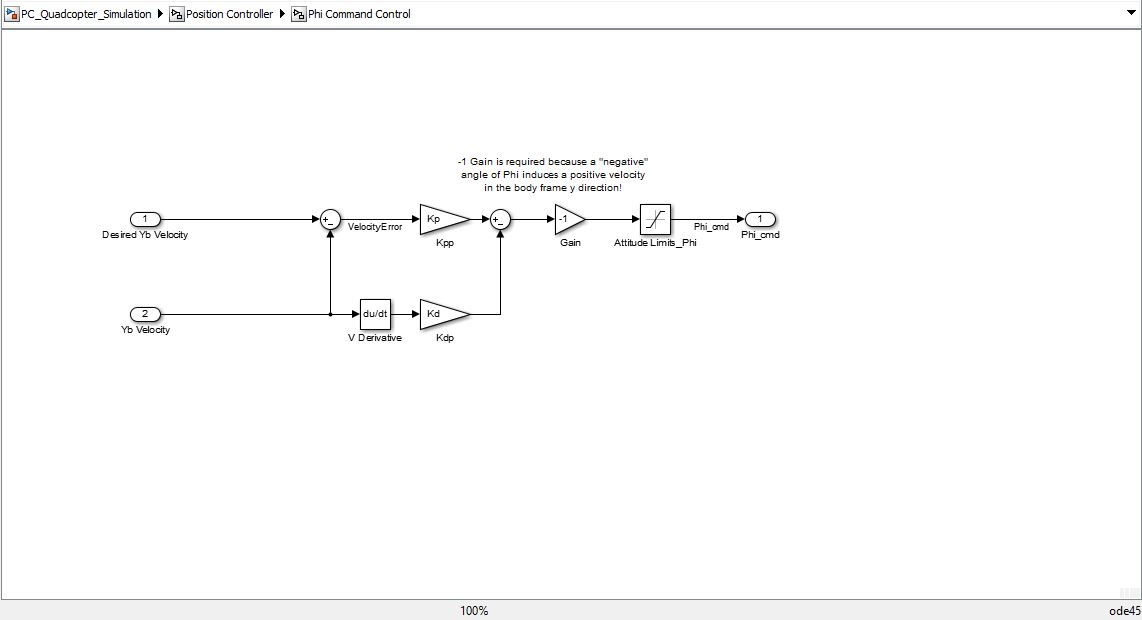 PC_Quadcopter_Simulation Position Controller Phi Command Control
-1 Gain is required because a "negative"
angle of Phi induces a positive velocity
in the body frame y direction!
1
Desired Yb Velocity
+
_
VelocityError
Kp
Kpp
+
_
-1
Gain
Attitude Limits_Phi
Phi_cmd
1
Phi_cmd
2
Yb Velocity
du/dt
V Derivative
Kd
Kdp
100%
ode45